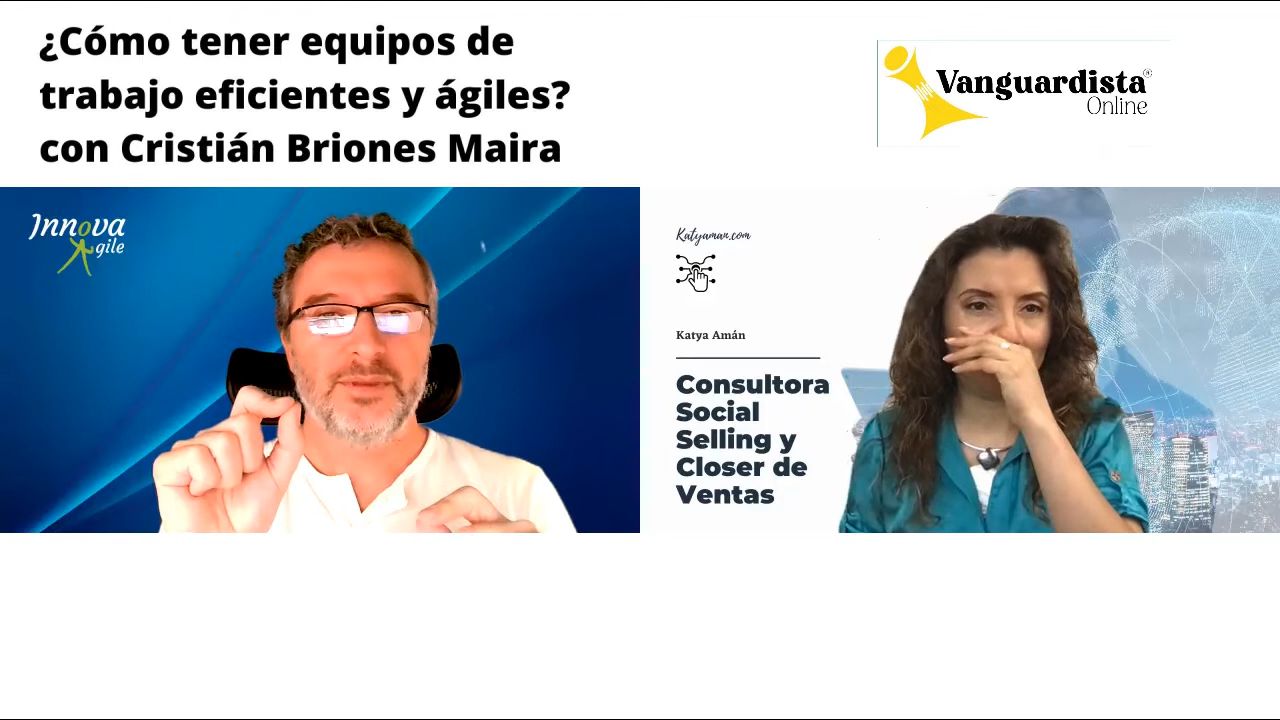 ¿Cómo tener equipos de
trabajo eficientes y ágiles?
con Cristián Briones Maira
Vanguardista®
Online
Innova
Agile
Katyaman.com
Katya Amán
Consultora
Social
Selling y
Closer de
Ventas